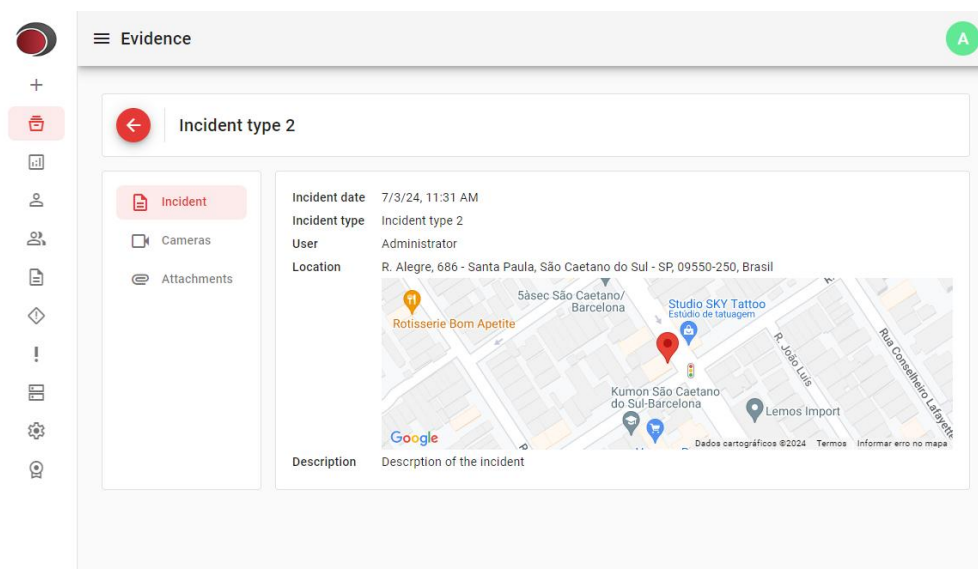 Evidence
A
Incident type 2
Incident
Cameras
Attachments
Incident date 7/3/24, 11:31 AM
Incident type Incident type 2
User Administrator
Location R. Alegre, 686 - Santa Paula, São Caetano do Sul - SP, 09550-250, Brasil
5àsec São Caetano/
Barcelona
Rotisserie Bom Apetite
Studio SKY Tattoo
Estúdio de tatuagem
R. João Luis
Rua Conselheiro Lafayette
Kumon São Caetano
do Sul-Barcelona
Lemos Import
Google
Dados cartográficos ©2024 Termos Informar erro no mapa
Description Descrption of the incident